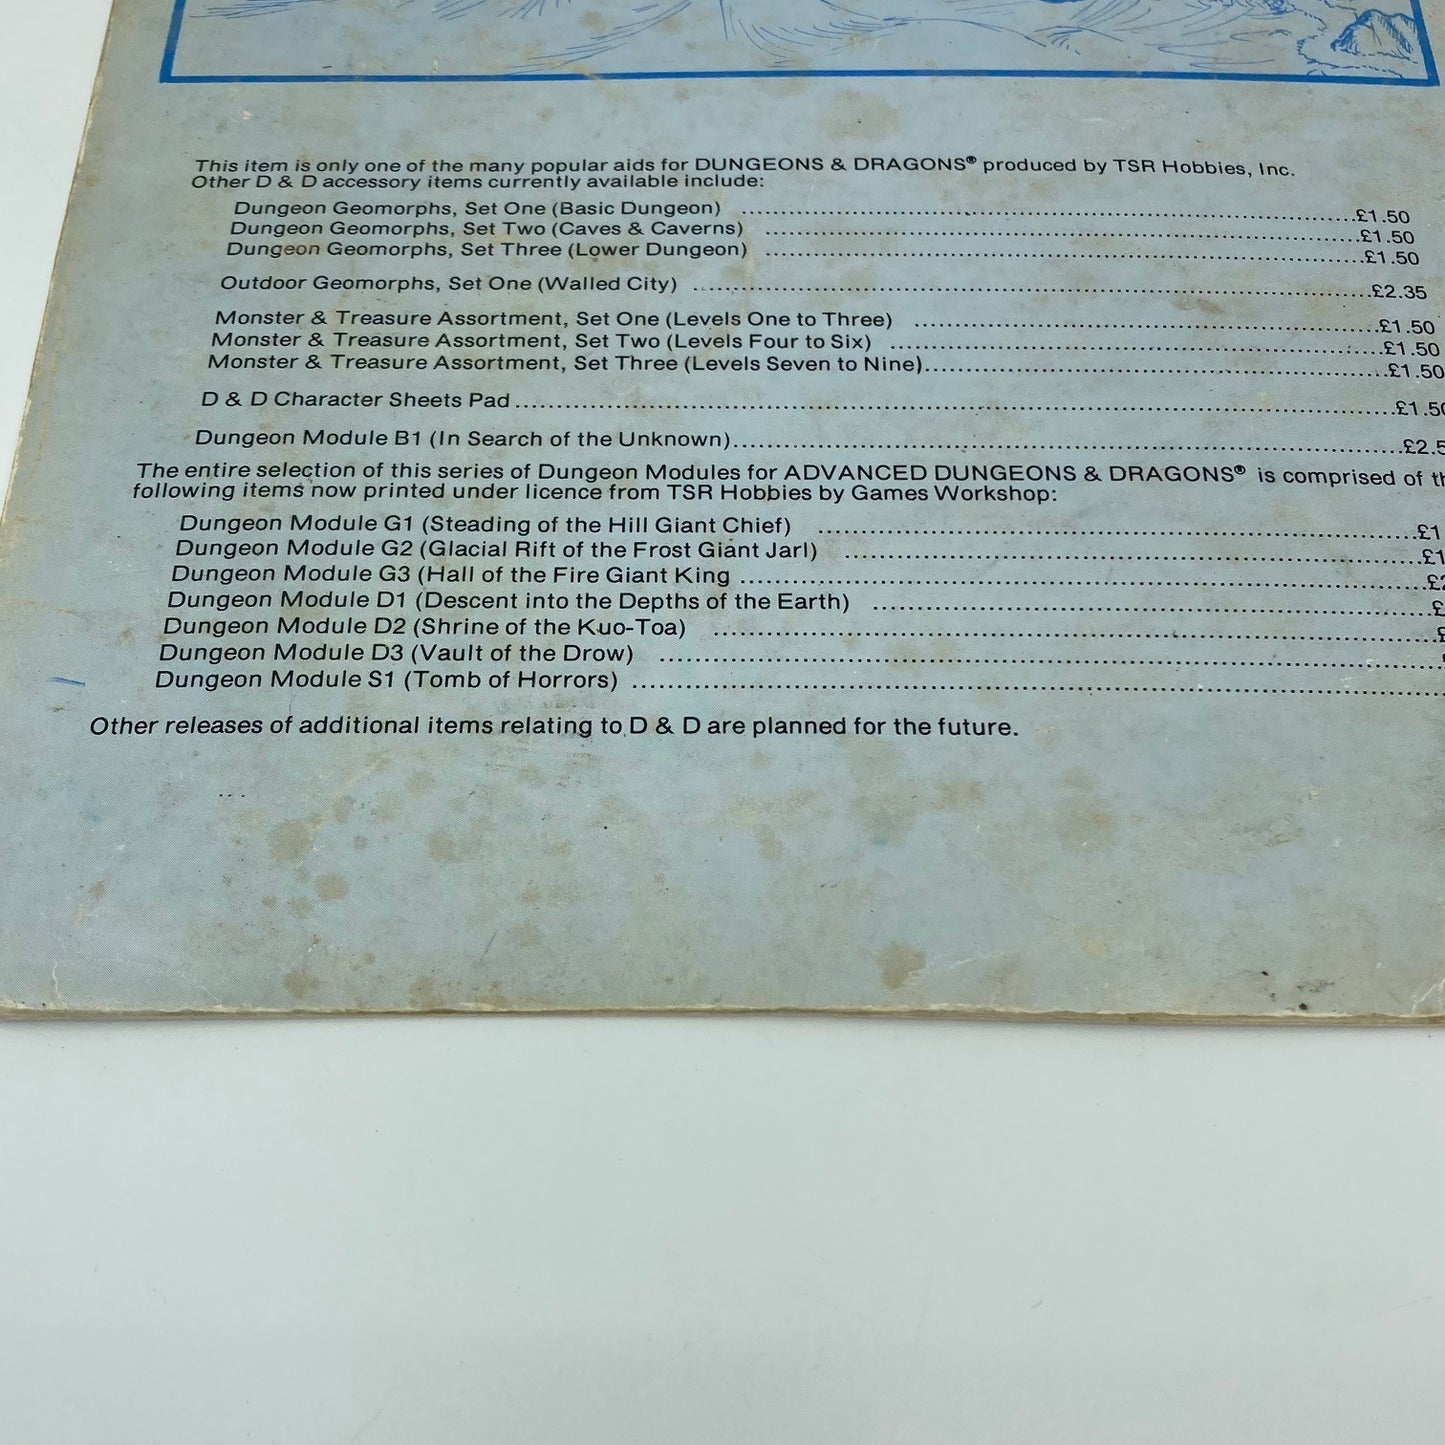 This item is only one of the many popular aids for DUNGEONS & DRAGONS® produced by TSR Hobbies, Inc.
Other D & D accessory items currently available include:
Dungeon Geomorphs, Set One (Basic Dungeon) ........ £1.50
Dungeon Geomorphs, Set Two (Caves & Caverns) ........ £1.50
Dungeon Geomorphs, Set Three (Lower Dungeon) ........ £1.50
Outdoor Geomorphs, Set One (Walled City) ........ £2.35
Monster & Treasure Assortment, Set One (Levels One to Three) ........ £1.50
Monster & Treasure Assortment, Set Two (Levels Four to Six) ........ £1.50
Monster & Treasure Assortment, Set Three (Levels Seven to Nine) ........ £1.50
D & D Character Sheets Pad ........ £1.50
Dungeon Module B1 (In Search of the Unknown) ........ £2.5
The entire selection of this series of Dungeon Modules for ADVANCED DUNGEONS & DRAGONS® is comprised of th
following items now printed under licence from TSR Hobbies by Games Workshop:
Dungeon Module G1 (Steading of the Hill Giant Chief) ........ £1
Dungeon Module G2 (Glacial Rift of the Frost Giant Jarl) ........ £1
Dungeon Module G3 (Hall of the Fire Giant King ........ £2
Dungeon Module D1 (Descent into the Depths of the Earth) ........ £
Dungeon Module D2 (Shrine of the Kuo-Toa) ........ £
Dungeon Module D3 (Vault of the Drow) ........
Dungeon Module S1 (Tomb of Horrors) ........
Other releases of additional items relating to D & D are planned for the future.